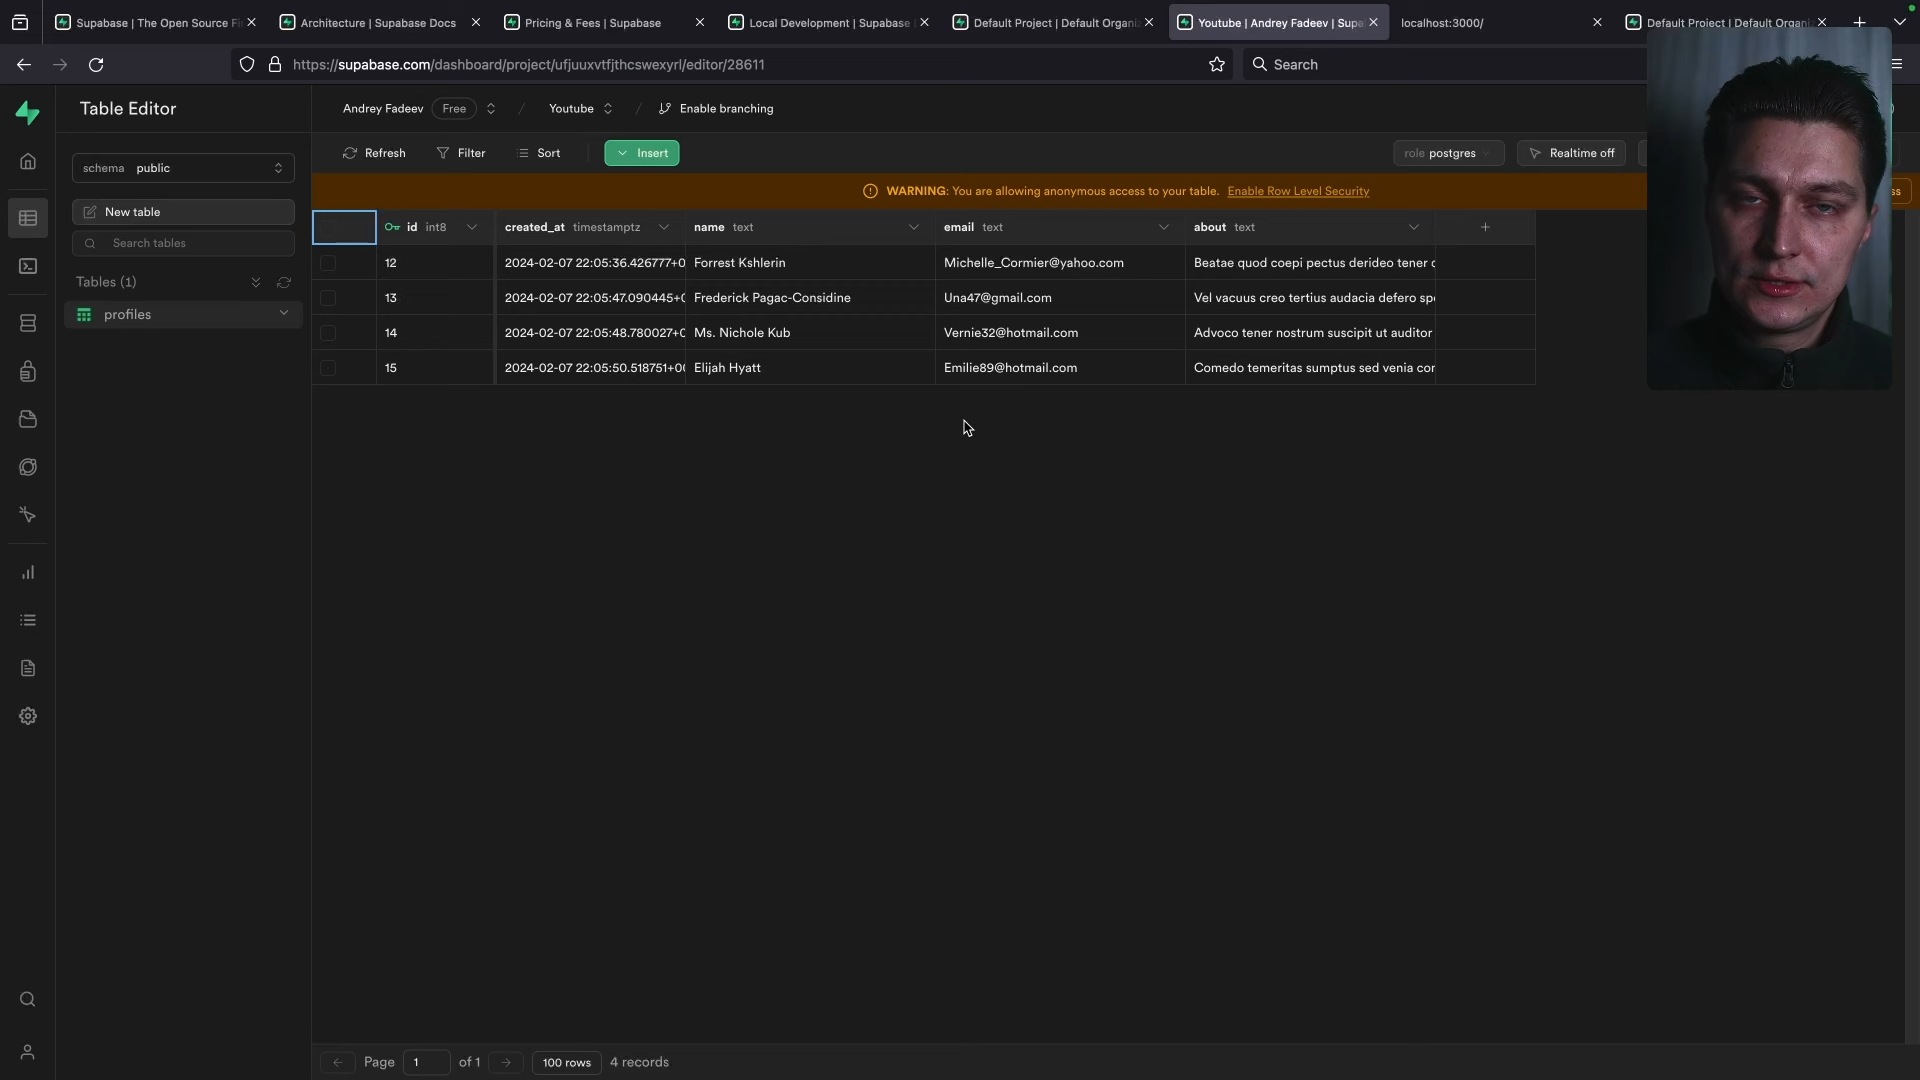 Supabase | The Open Source Fi
Architecture | Supabase Docs
Pricing & Fees | Supabase
Local Development | Supabase
Default Project | Default Organi
Youtube | Andrey Fadeev | Supa
localhost:3000/
Default Project | Default Organi
https://supabase.com/dashboard/project/ufjuuxvtfjthcswexyrl/editor/28611
Search
Table Editor
Andrey Fadeev Free / Youtube / Enable branching
schema public
Refresh Filter Sort Insert role postgres Realtime off
WARNING: You are allowing anonymous access to your table. Enable Row Level Security
New table
Search tables
Tables (1)
profiles
id int8 created_at timestamptz name text email text about text
12 2024-02-07 22:05:36.426777+0 Forrest Kshlerin Michelle_Cormier@yahoo.com Beatae quod coepi pectus derideo tener
13 2024-02-07 22:05:47.090445+0 Frederick Pagac-Considine Una47@gmail.com Vel vacuus creo tertius audacia defero spe
14 2024-02-07 22:05:48.780027+0 Ms. Nichole Kub Vernie32@hotmail.com Advoco tener nostrum suscipit ut auditor
15 2024-02-07 22:05:50.518751+00 Elijah Hyatt Emilie89@hotmail.com Comedo temeritas sumptus sed venia cor
Page 1 of 1 100 rows 4 records